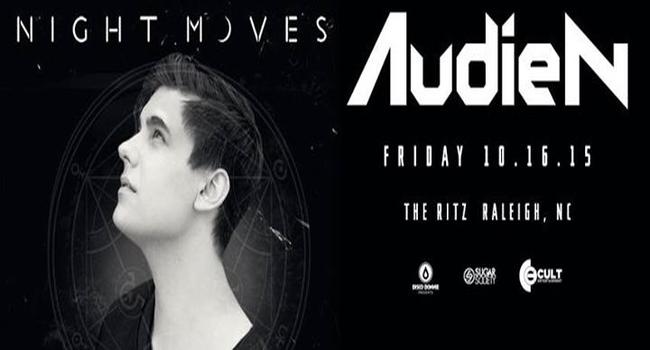 NIGHT MOVES
AudieN
FRIDAY 10.16.15
THE RITZ RALEIGH, NC
DISCO DONNIE
PRESENTS
SUGAR
SOCIETY
CULT